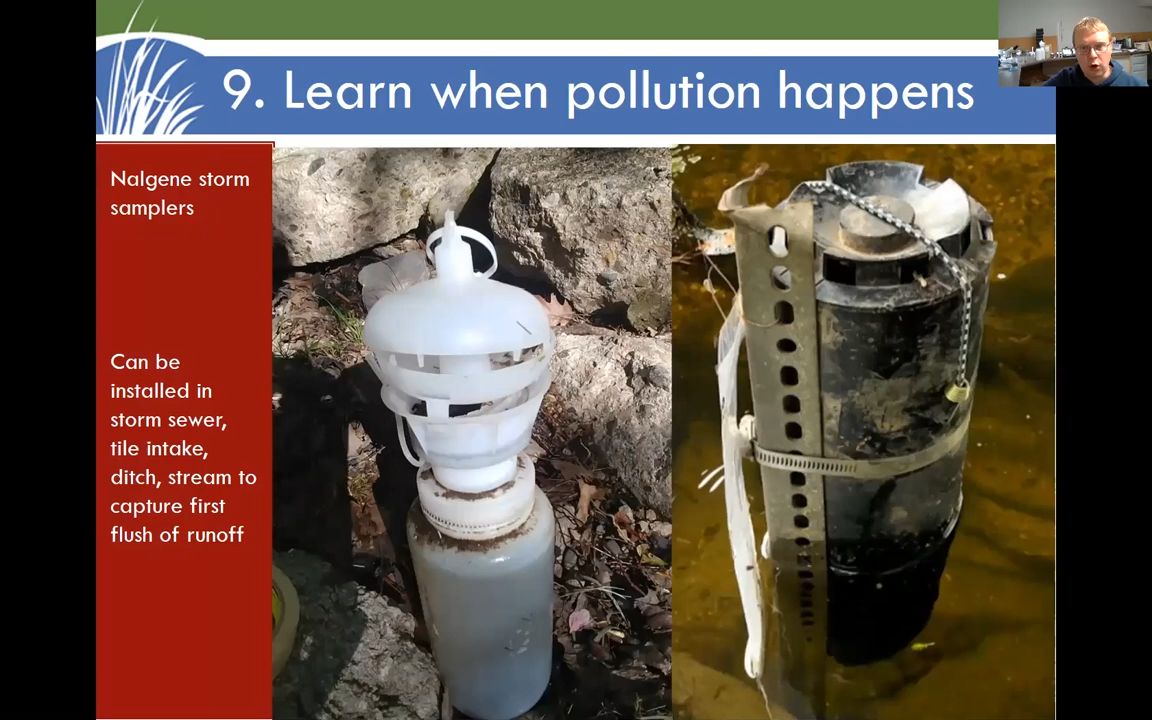 9. Learn when pollution happens
Nalgene storm
samplers
Can be
installed in
storm sewer,
tile intake,
ditch, stream to
capture first
flush of runoff